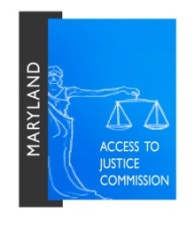 MARYLAND
ACCESS TO
JUSTICE
COMMISSION